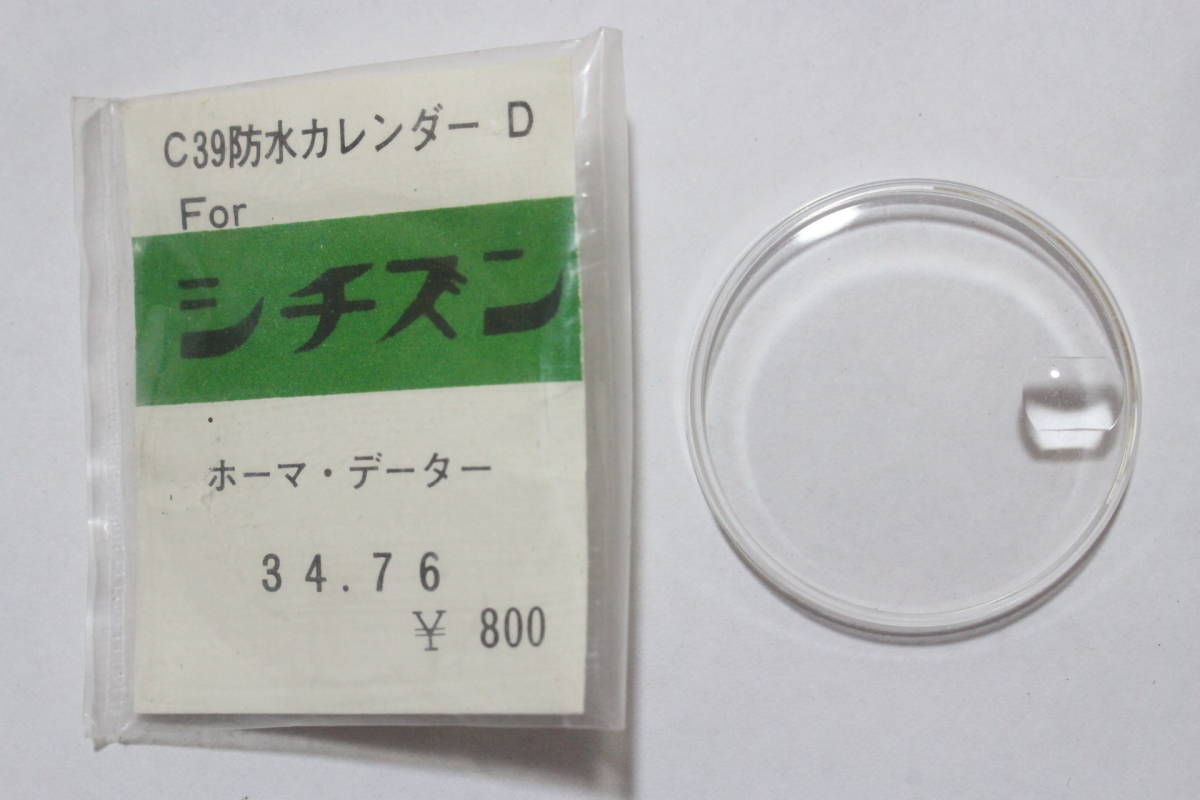 C39防水カレンダー D
For
シチズン
ホーマ・データー
34.76
¥ 800